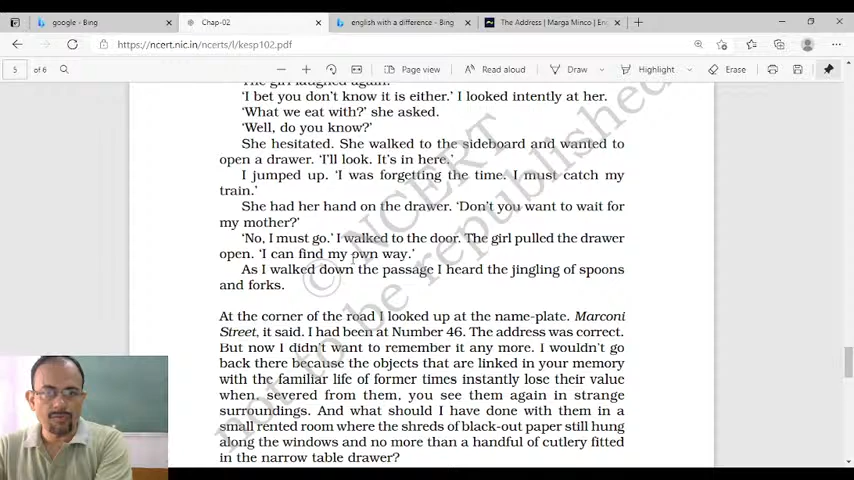 google - Bing
Chap-02
english with a difference - Bing
The Address | Marga Minco | En
https://ncert.nic.in/ncerts/l/kesp102.pdf
5 of 6
Page view
Read aloud
Draw
Highlight
Erase
The girl laughed again.
‘I bet you don’t know it is either.’ I looked intently at her.
‘What we eat with?’ she asked.
‘Well, do you know?’
She hesitated. She walked to the sideboard and wanted to
open a drawer. ‘I’ll look. It’s in here.’
I jumped up. ‘I was forgetting the time. I must catch my
train.’
She had her hand on the drawer. ‘Don’t you want to wait for
my mother?’
‘No, I must go.’ I walked to the door. The girl pulled the drawer
open. ‘I can find my own way.’
As I walked down the passage I heard the jingling of spoons
and forks.
At the corner of the road I looked up at the name-plate. Marconi
Street, it said. I had been at Number 46. The address was correct.
But now I didn’t want to remember it any more. I wouldn’t go
back there because the objects that are linked in your memory
with the familiar life of former times instantly lose their value
when, severed from them, you see them again in strange
surroundings. And what should I have done with them in a
small rented room where the shreds of black-out paper still hung
along the windows and no more than a handful of cutlery fitted
in the narrow table drawer?
© NCERT
not to be republished